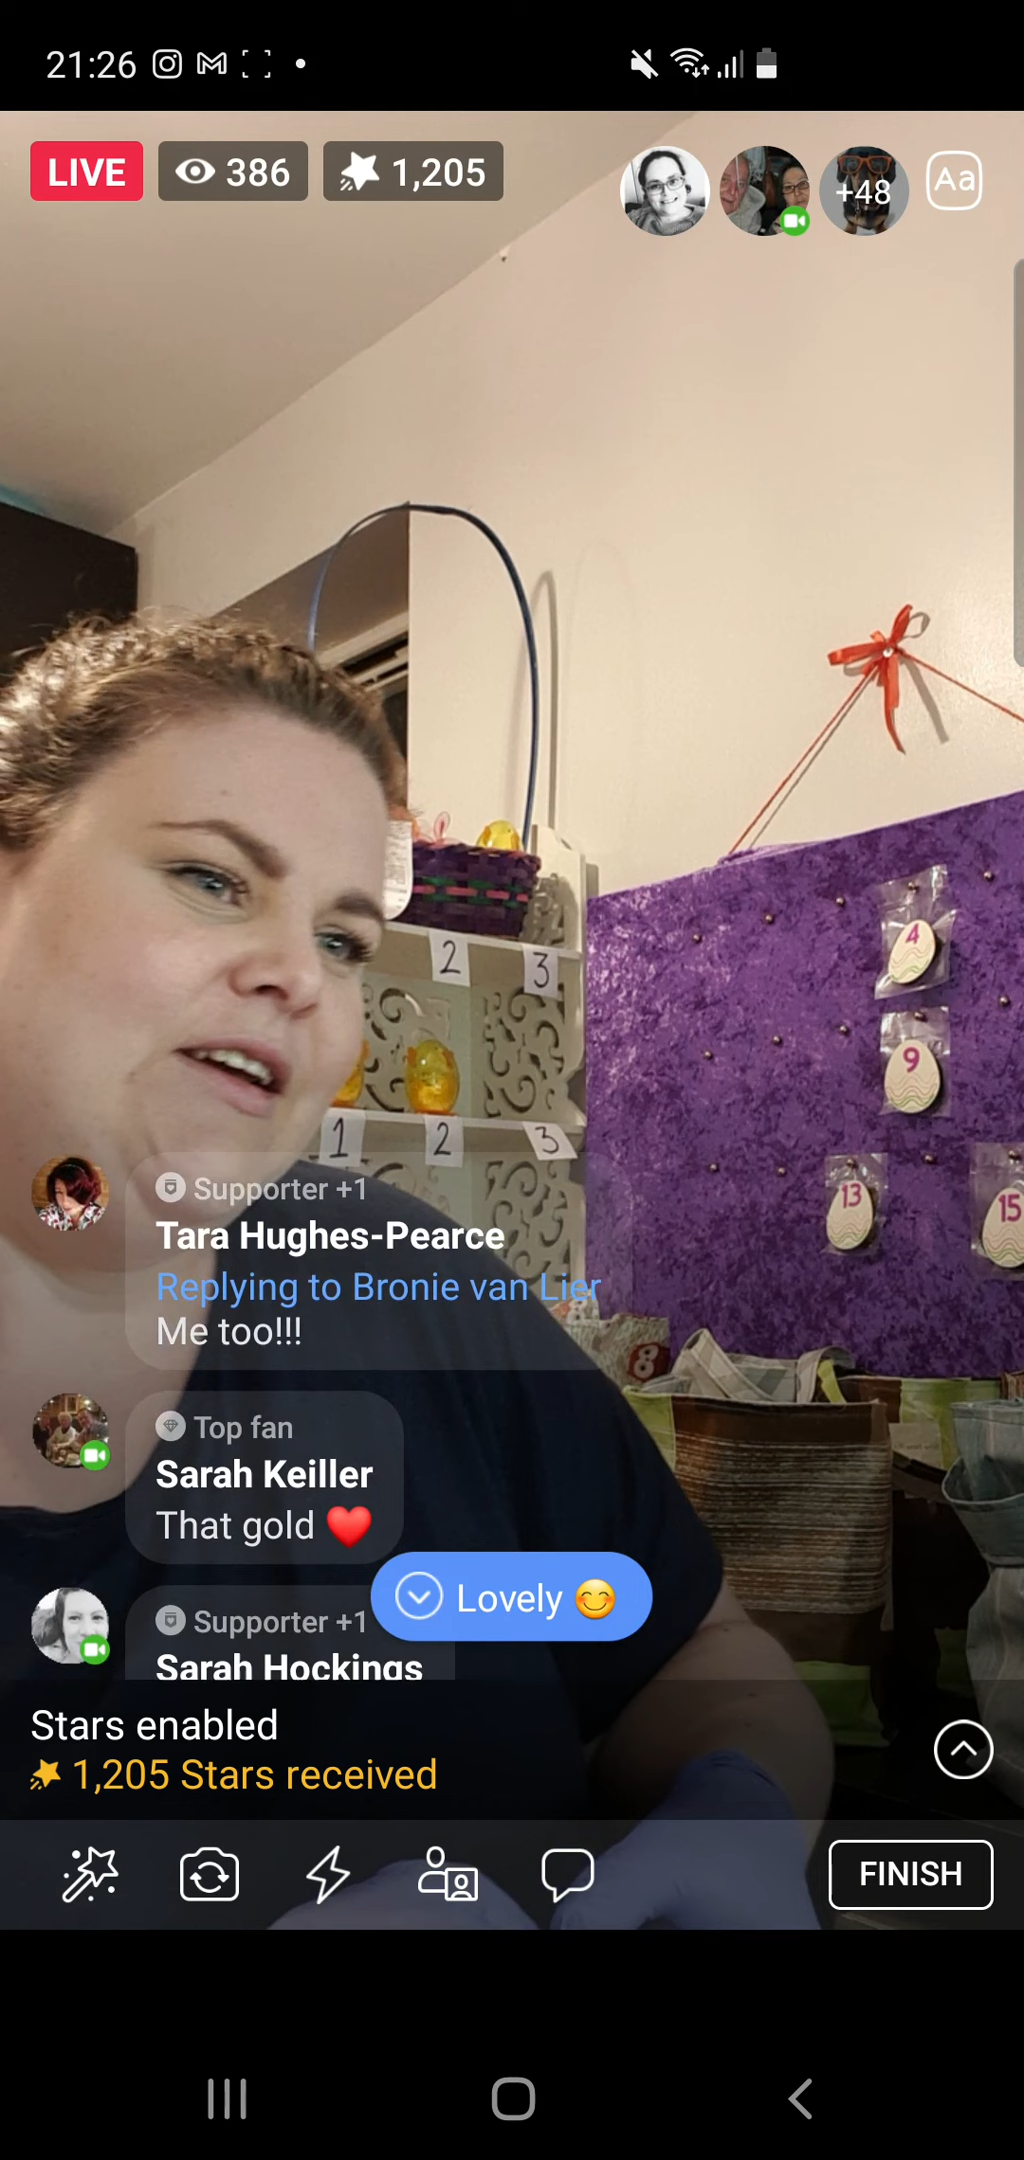 21:26
LIVE 386 1,205
+48 Aa
2 3
4
9
1 2 3
13
15
8
Supporter +1
Tara Hughes-Pearce
Replying to Bronie van Lier
Me too!!!
Top fan
Sarah Keiller
That gold ❤️
Lovely 😊
Supporter +1
Sarah Hockings
Stars enabled
1,205 Stars received
FINISH